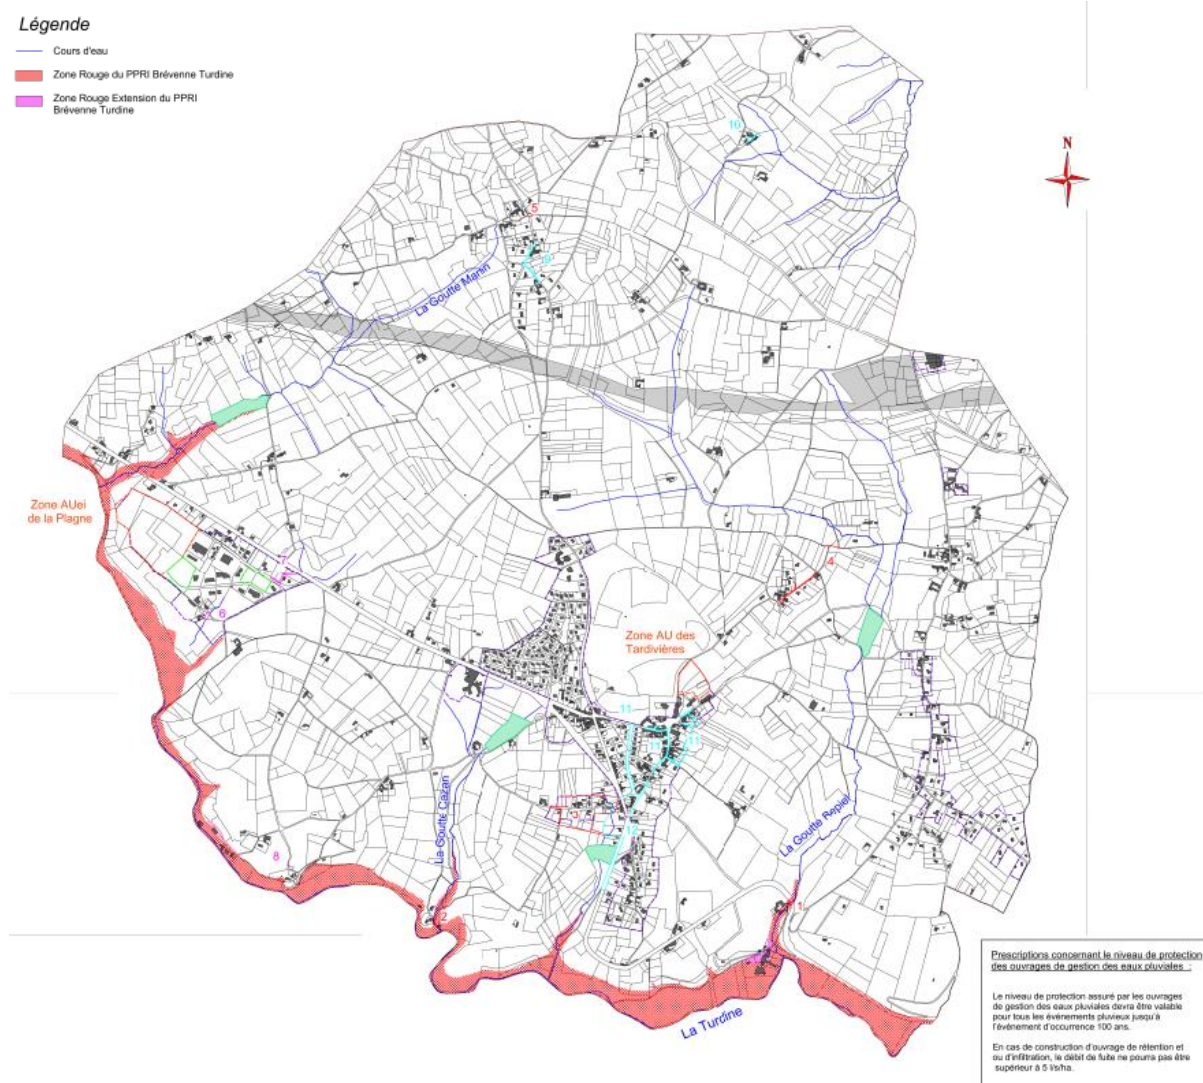 Légende
Cours d'eau
Zone Rouge du PPRI Brévenne Turdine
Zone Rouge Extension du PPRI
Brévenne Turdine
N
10
5
9
La Goutte Martin
Zone AUei
de la Plagne
7
6
4
Zone AU des
Tardivières
11
11
11
La Goutte Cazan
3
12
La Goutte Repiel
8
2
1
La Turdine
Prescriptions concernant le niveau de protection
des ouvrages de gestion des eaux pluviales :
Le niveau de protection assuré par les ouvrages
de gestion des eaux pluviales devra être valable
pour tous les événements pluvieux jusqu'à
l'événement d'occurrence 100 ans.
En cas de construction d'ouvrage de rétention et
ou d'infiltration, le débit de fuite ne pourra pas être
supérieur à 5 l/s/ha.